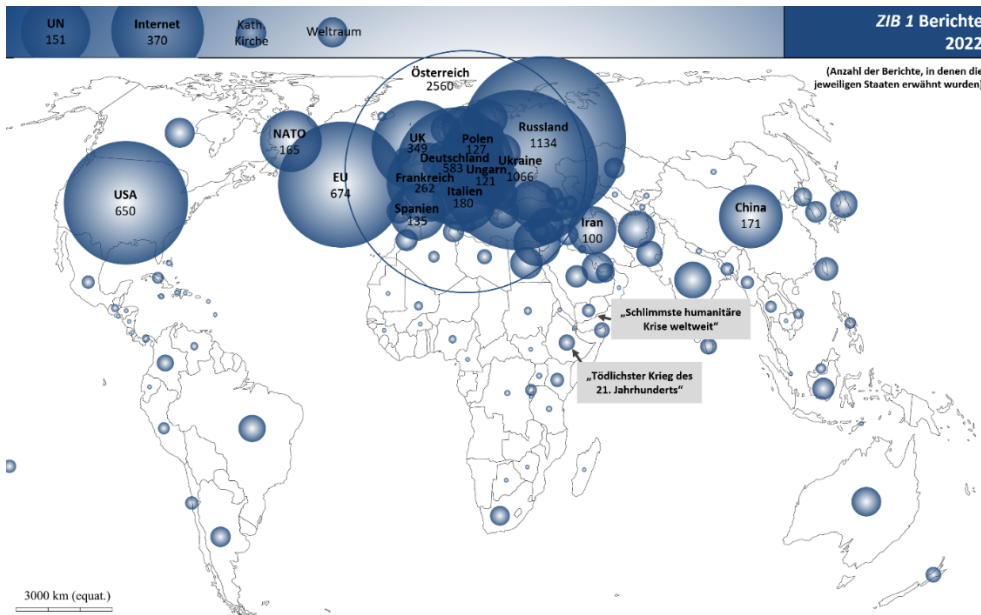 UN
151
Internet
370
Kath.
Kirche
Weltraum
ZIB 1 Berichte
2022
(Anzahl der Berichte, in denen die
jeweiligen Staaten erwähnt wurden)
Österreich
2560
NATO
165
UK
349
Polen
127
Russland
1134
Deutschland
583
Ukraine
1066
Ungarn
121
EU
674
Frankreich
262
Italien
180
Spanien
135
USA
650
Iran
100
China
171
„Schlimmste humanitäre
Krise weltweit“
„Tödlichster Krieg des
21. Jahrhunderts“
3000 km (equat.)